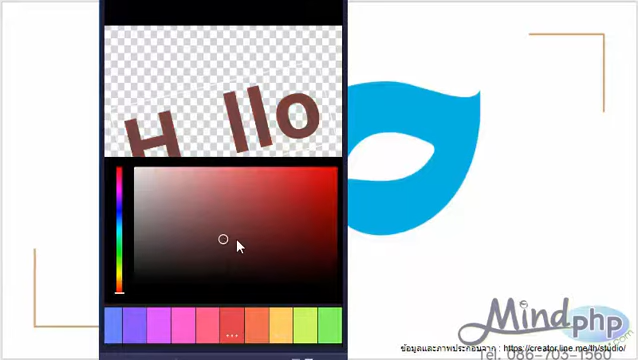 H llo
Mindphp
ข้อมูลและภาพประกอบจาก : https://creator.line.me/th/studio/
Tel. 086-703-1560